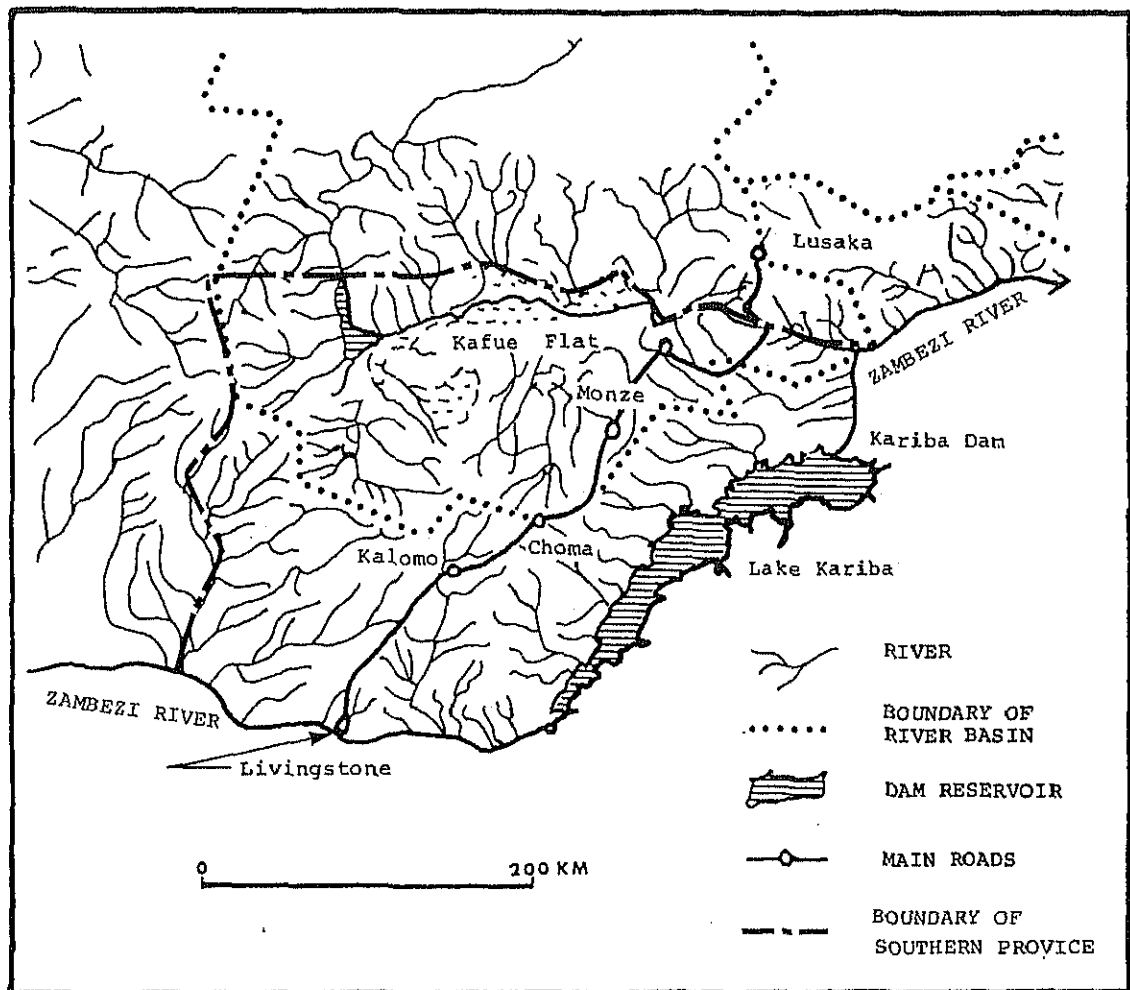 Lusaka
ZAMBEZI RIVER
Kafue Flat
Monze
Kariba Dam
Choma
Kalomo
Lake Kariba
ZAMBEZI RIVER
Livingstone
RIVER
BOUNDARY OF
RIVER BASIN
DAM RESERVOIR
MAIN ROADS
BOUNDARY OF
SOUTHERN PROVICE
0 200 KM